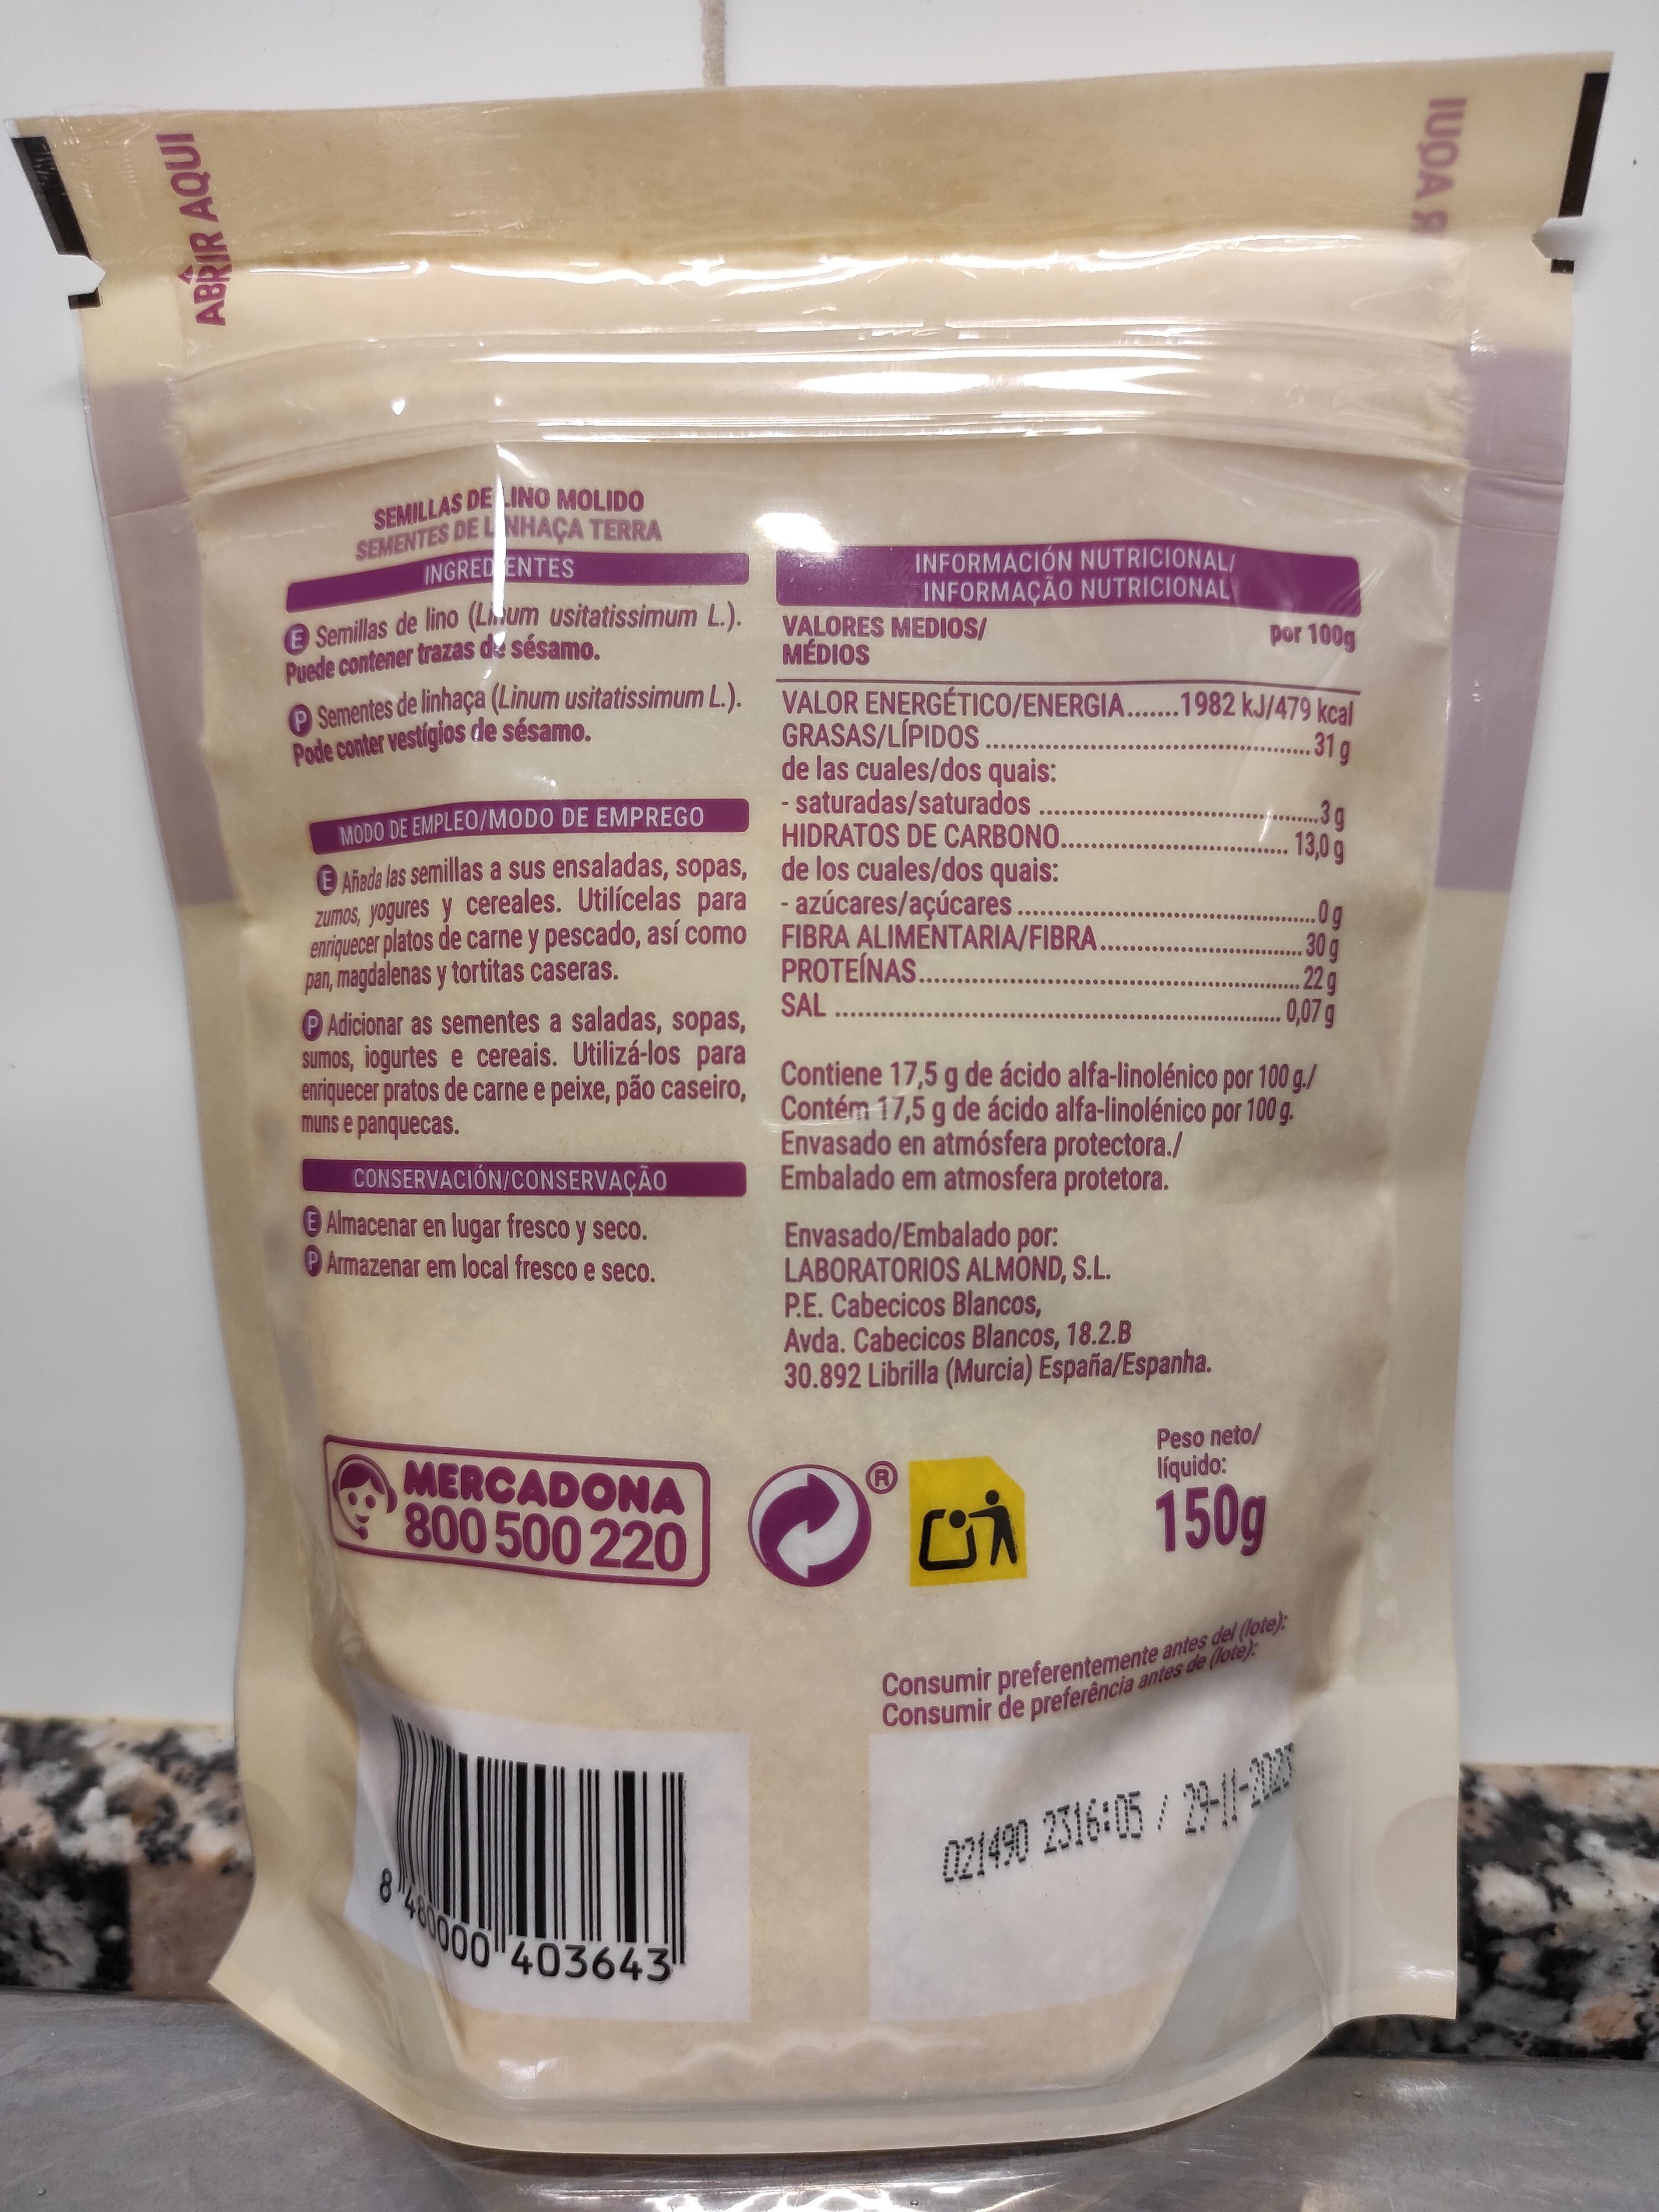 ABRIR AQUI
R AQUI
SEMILLAS DE LINO MOLIDO
SEMENTES DE LINHAÇA TERRA
INGREDIENTES
E Semillas de lino (Linum usitatissimum L.).
Puede contener trazas de sésamo.
P Sementes de linhaça (Linum usitatissimum L.).
Pode conter vestígios de sésamo.
MODO DE EMPLEO/MODO DE EMPREGO
E Añada las semillas a sus ensaladas, sopas,
zumos, yogures y cereales. Utilícelas para
enriquecer platos de carne y pescado, así como
pan, magdalenas y tortitas caseras.
P Adicionar as sementes a saladas, sopas,
sumos, iogurtes e cereais. Utilizá-los para
enriquecer pratos de carne e peixe, pão caseiro,
muns e panquecas.
CONSERVACIÓN/CONSERVAÇÃO
E Almacenar en lugar fresco y seco.
P Armazenar em local fresco e seco.
INFORMACIÓN NUTRICIONAL/
INFORMAÇÃO NUTRICIONAL
VALORES MEDIOS/ por 100g
MÉDIOS
VALOR ENERGÉTICO/ENERGIA.......1982 kJ/479 kcal
GRASAS/LÍPIDOS ........ 31 g
de las cuales/dos quais:
- saturadas/saturados ........ 3 g
HIDRATOS DE CARBONO........ 13,0 g
de los cuales/dos quais:
- azúcares/açúcares ........ 0 g
FIBRA ALIMENTARIA/FIBRA........ 30 g
PROTEÍNAS........ 22 g
SAL ........ 0,07 g
Contiene 17,5 g de ácido alfa-linolénico por 100 g./
Contém 17,5 g de ácido alfa-linolénico por 100 g.
Envasado en atmósfera protectora./
Embalado em atmosfera protetora.
Envasado/Embalado por:
LABORATORIOS ALMOND, S.L.
P.E. Cabecicos Blancos,
Avda. Cabecicos Blancos, 18.2.B
30.892 Librilla (Murcia) España/Espanha.
MERCADONA
800 500 220
®
Peso neto/
líquido:
150g
Consumir preferentemente antes del (lote):
Consumir de preferência antes de (lote):
021490 2316:05 / 29-11-2023
8 480000 403643